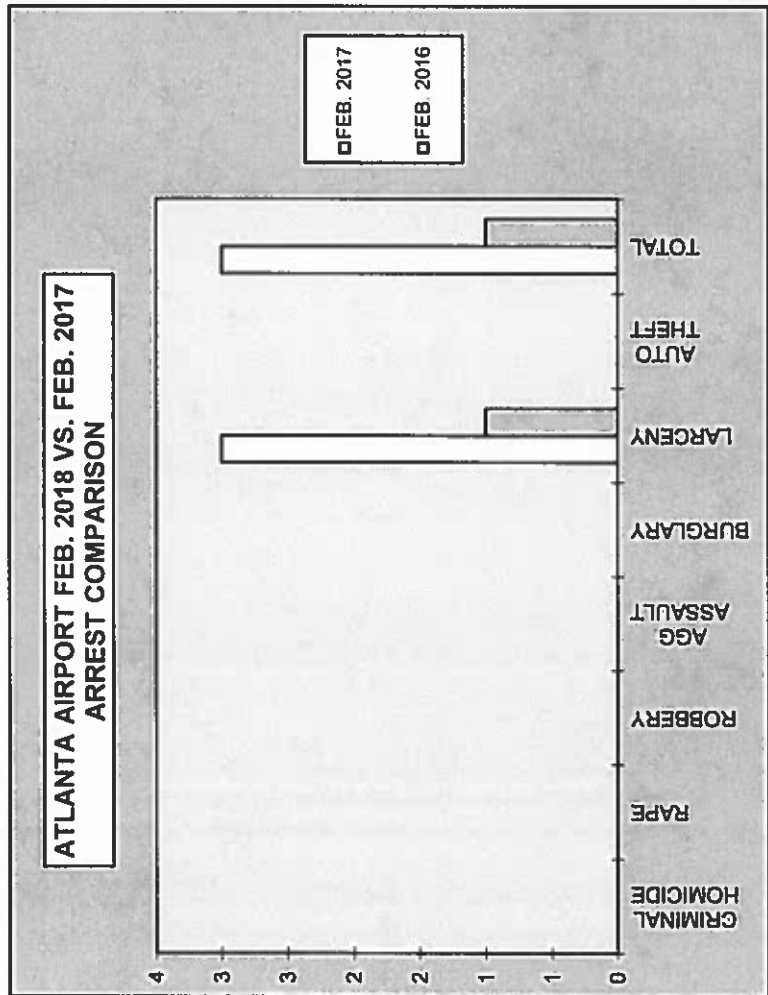 ATLANTA AIRPORT FEB. 2018 VS. FEB. 2017
ARREST COMPARISON
4
3
3
2
2
1
1
0
CRIMINAL
HOMICIDE
RAPE
ROBBERY
AGG
ASSAULT
BURGLARY
LARCENY
AUTO
THEFT
TOTAL
FEB. 2017
FEB. 2016